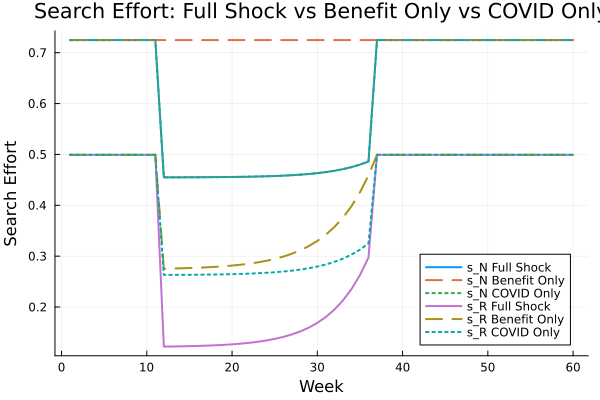 Search Effort: Full Shock vs Benefit Only vs COVID Only
0.7
0.6
0.5
0.4
0.3
0.2
Search Effort
0 10 20 30 40 50 60
Week
s_N Full Shock
s_N Benefit Only
s_N COVID Only
s_R Full Shock
s_R Benefit Only
s_R COVID Only